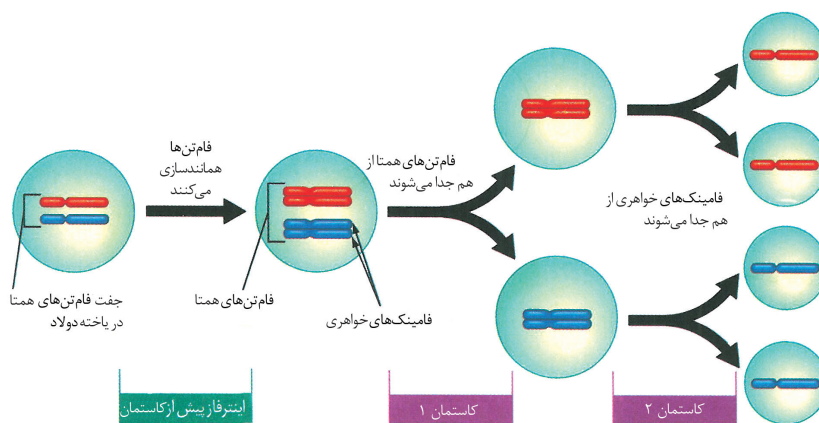 فام‌تن‌ها
همانندسازی
می‌کنند
فام‌تن‌های همتا از
هم جدا می‌شوند
فامینک‌های خواهری از
هم جدا می‌شوند
جفت فام‌تن‌های همتا
در یاخته دولاد
فام‌تن‌های همتا
فامینک‌های خواهری
اینترفاز پیش از کاستمان
کاستمان ۱
کاستمان ۲